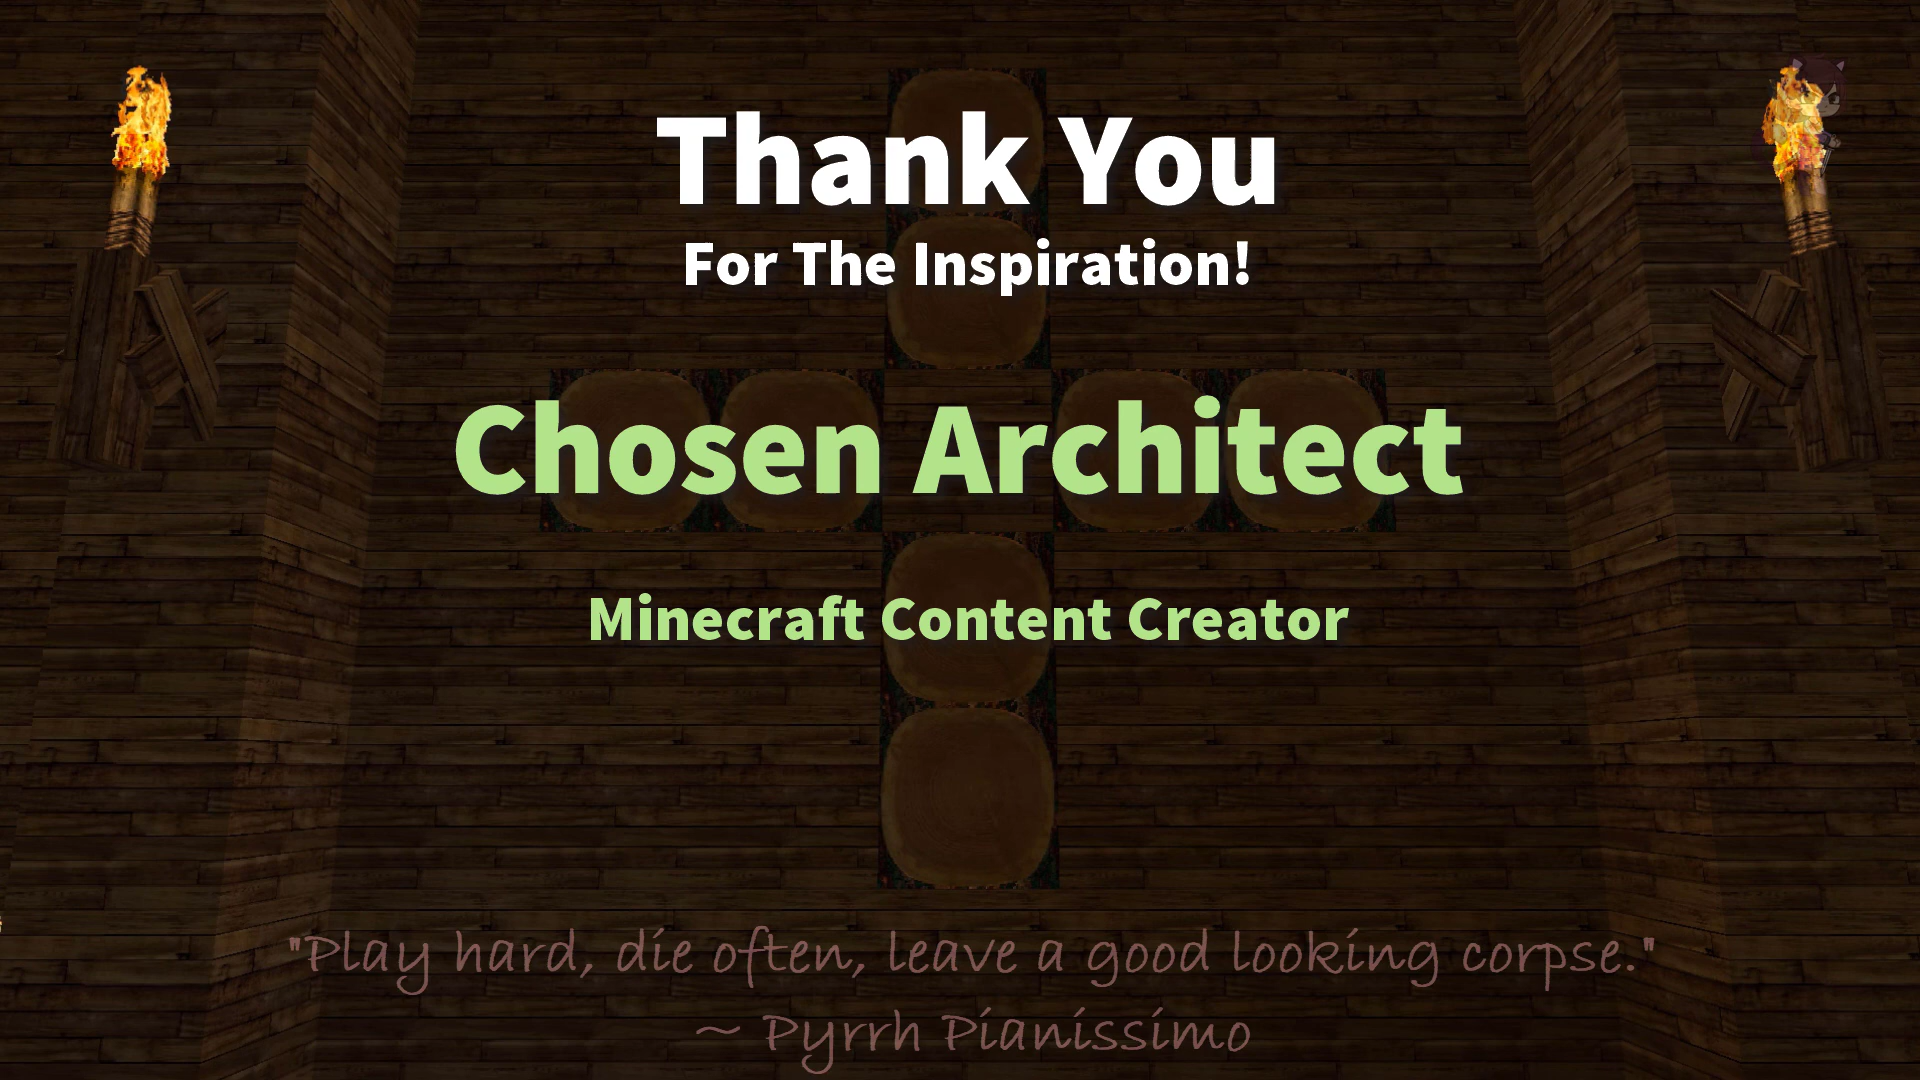 Thank You
For The Inspiration!
Chosen Architect
Minecraft Content Creator
"Play hard, die often, leave a good looking corpse."
~ Pyrrh Pianissimo